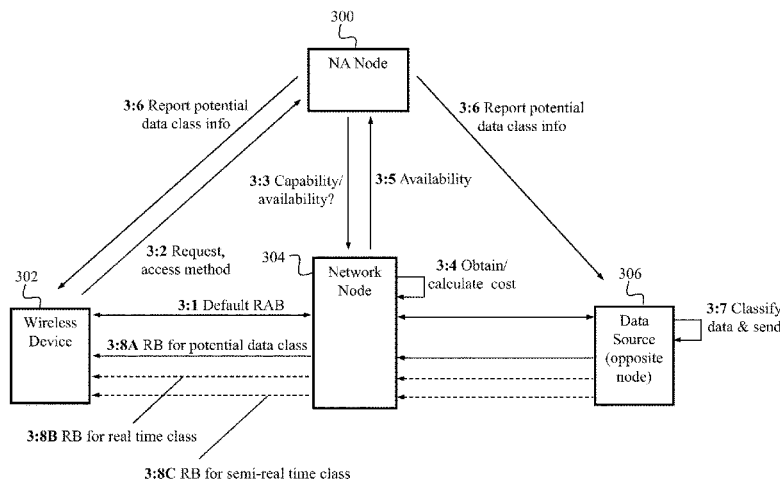 300
NA Node
3:6 Report potential
data class info
3:6 Report potential
data class info
3:3 Capability/
availability?
3:5 Availability
3:2 Request,
access method
302
304
306
Wireless
Device
3:1 Default RAB
Network
Node
3:4 Obtain/
calculate cost
Data
Source
(opposite
node)
3:7 Classify
data & send
3:8A RB for potential data class
3:8B RB for real time class
3:8C RB for semi-real time class